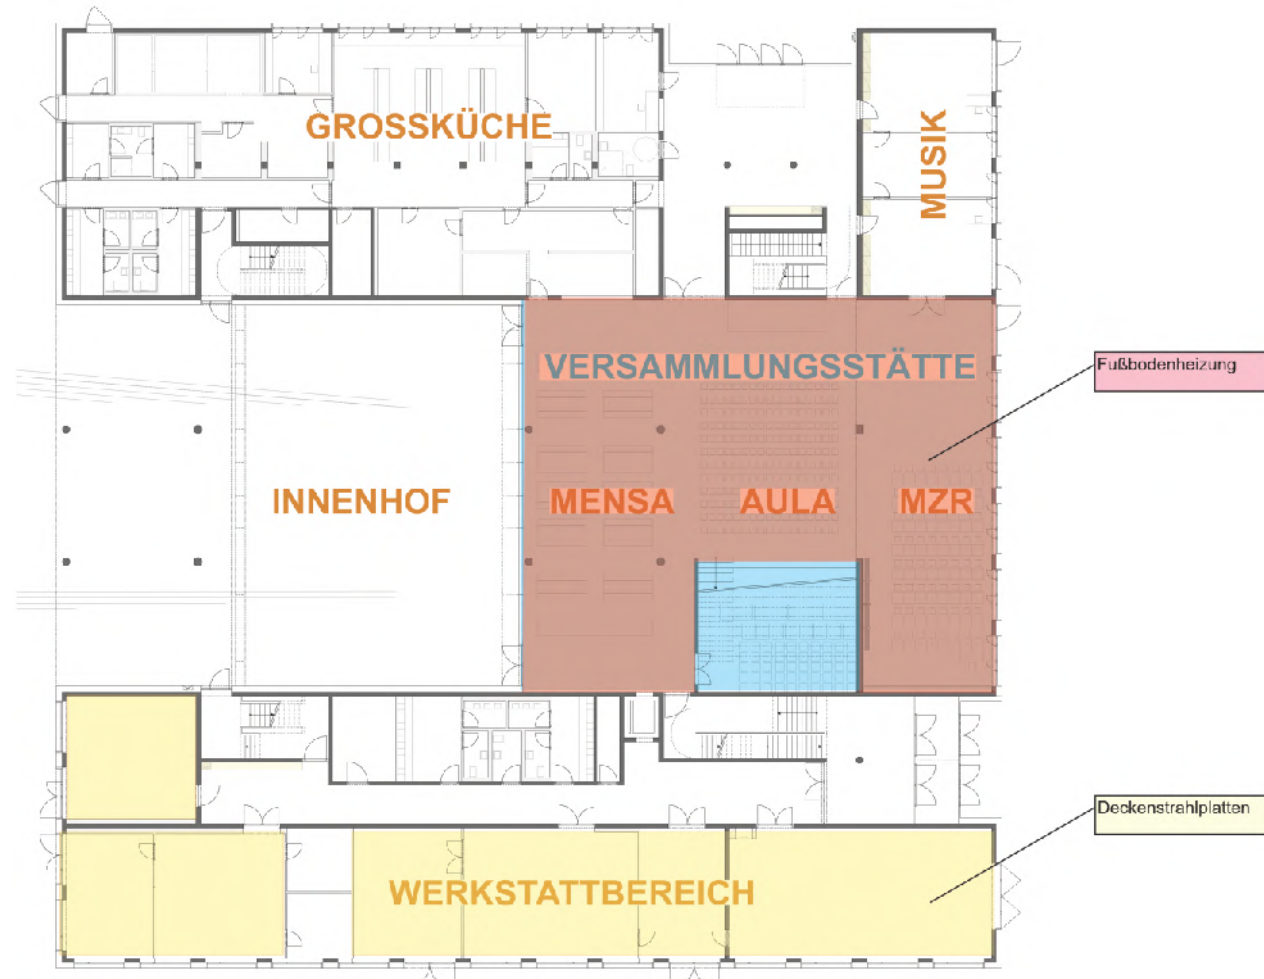 GROSSKÜCHE
MUSIK
VERSAMMLUNGSSTÄTTE
Fußbodenheizung
INNENHOF
MENSA
AULA
MZR
Deckenstrahlplatten
WERKSTATTBEREICH